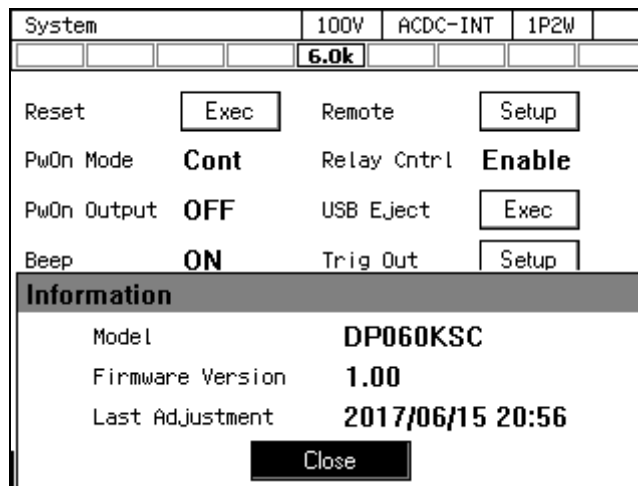 System 100V ACDC-INT 1P2W
6.0k
Reset Exec Remote Setup
PwOn Mode Cont Relay Cntrl Enable
PwOn Output OFF USB Eject Exec
Beep ON Trig Out Setup
Information
Model DP060KSC
Firmware Version 1.00
Last Adjustment 2017/06/15 20:56
Close